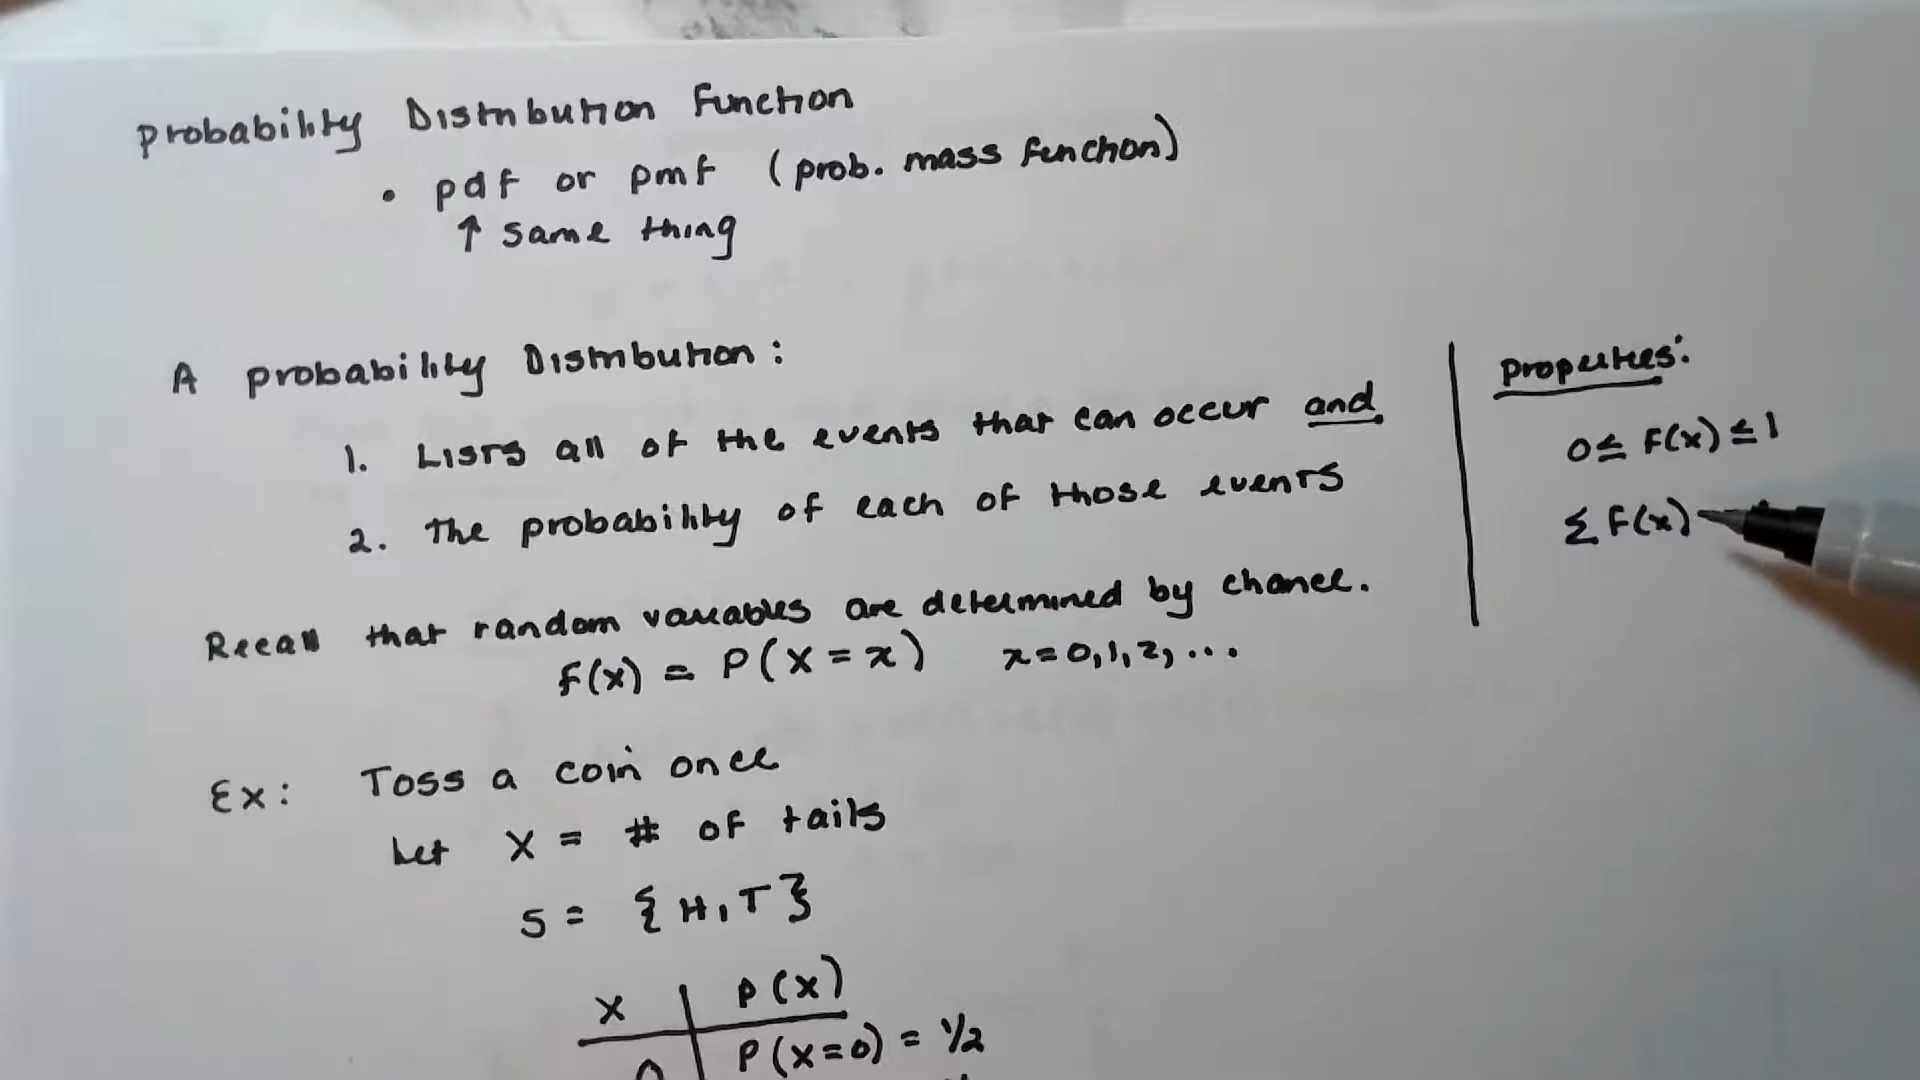 Probability Distribution Function
• pdf or pmf (prob. mass function)
↑ same thing
A probability Distribution:
1. Lists all of the events that can occur and
2. The probability of each of those events
Recall that random variables are determined by chance.
f(x) = P(X = x) x = 0, 1, 2, ...
Properties:
0 ≤ F(x) ≤ 1
Σ F(x)
Ex: Toss a coin once
Let X = # of tails
S = {H, T}
X | P(X)
0 | P(X=0) = 1/2